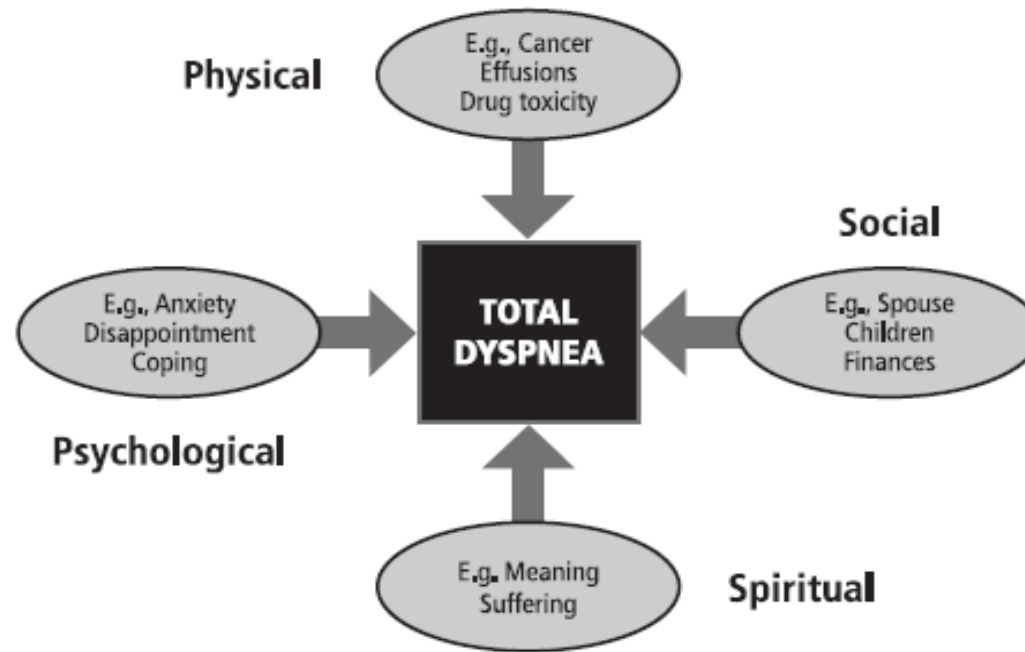 Physical
E.g., Cancer
Effusions
Drug toxicity
Social
E.g., Anxiety
Disappointment
Coping
TOTAL
DYSPNEA
E.g., Spouse
Children
Finances
Psychological
E.g. Meaning
Suffering
Spiritual